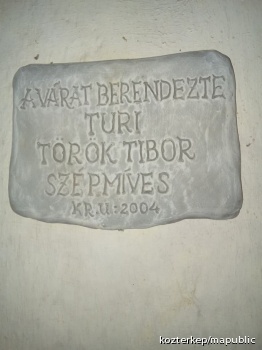 A VÁRAT BERENDEZTE
TURI
TÖRÖK TIBOR
SZÉPMÍVES
KR.U.:2004
kozterkep/mapublic